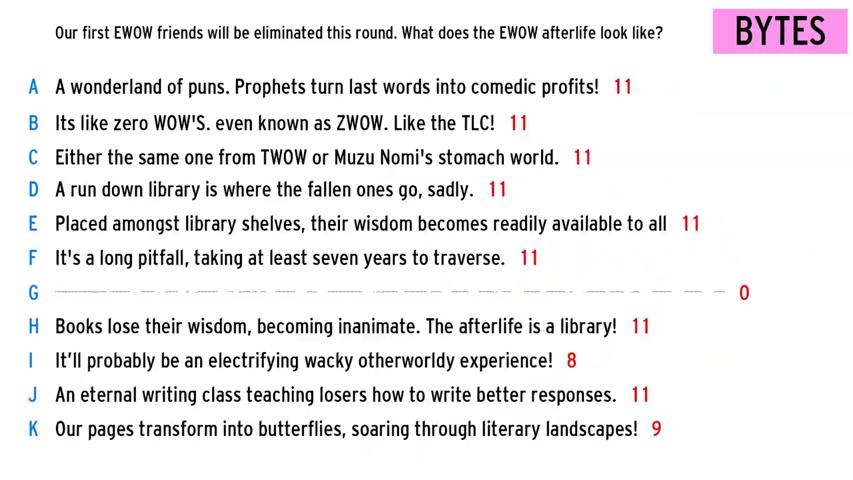 Our first EWOW friends will be eliminated this round. What does the EWOW afterlife look like?
BYTES
A A wonderland of puns. Prophets turn last words into comedic profits! 11
B Its like zero WOW'S. even known as ZWOW. Like the TLC! 11
C Either the same one from TWOW or Muzu Nomi's stomach world. 11
D A run down library is where the fallen ones go, sadly. 11
E Placed amongst library shelves, their wisdom becomes readily available to all 11
F It's a long pitfall, taking at least seven years to traverse. 11
G 0
H Books lose their wisdom, becoming inanimate. The afterlife is a library! 11
I It’ll probably be an electrifying wacky otherworldy experience! 8
J An eternal writing class teaching losers how to write better responses. 11
K Our pages transform into butterflies, soaring through literary landscapes! 9